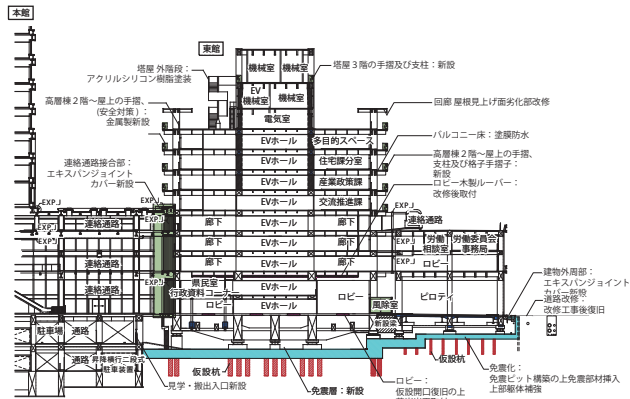 本館
東館
塔屋 外階段：
アクリルシリコン樹脂塗装
塔屋３階の手摺及び支柱：新設
機械室
機械室
EV
機械室
機械室
電気室
高層棟２階～屋上の手摺、
(安全対策)：
金属製新設
回廊 屋根見上げ面劣化部改修
バルコニー床：塗膜防水
高層棟２階～屋上の手摺、
支柱及び格子手摺子：
新設
ロビー木製ルーバー：
改修後取付
連絡通路接合部：
エキスパンジョイント
カバー新設
EVホール
多目的スペース
EVホール
住宅課分室
EVホール
産業政策課
EVホール
交流推進課
EXP.J
EXP.J
EXP.J
EXP.J
EXP.J
EXP.J
連絡通路
連絡通路
廊下
EVホール
廊下
EXP.J
EXP.J
連絡通路
廊下
EVホール
廊下
EXP.J
労働
相談室
労働委員会
事務局
連絡通路
廊下
EVホール
廊下
EXP.J
ロビー
連絡通路
EXP.J
県民室
行政資料コーナー
EVホール
ロビー
EVホール
ロビー
風除室
ピロティ
新設梁
建物外周部：
エキスパンジョイント
カバー新設
道路改修：
改修工事後復旧
駐車場
通路
通路
昇降横行二段式
駐車装置
見学・搬出入口新設
仮設杭
免震層：新設
仮設杭
ロビー：
仮設開口復旧の上
免震化：
免震ピット構築の上免震部材挿入
上部躯体補強